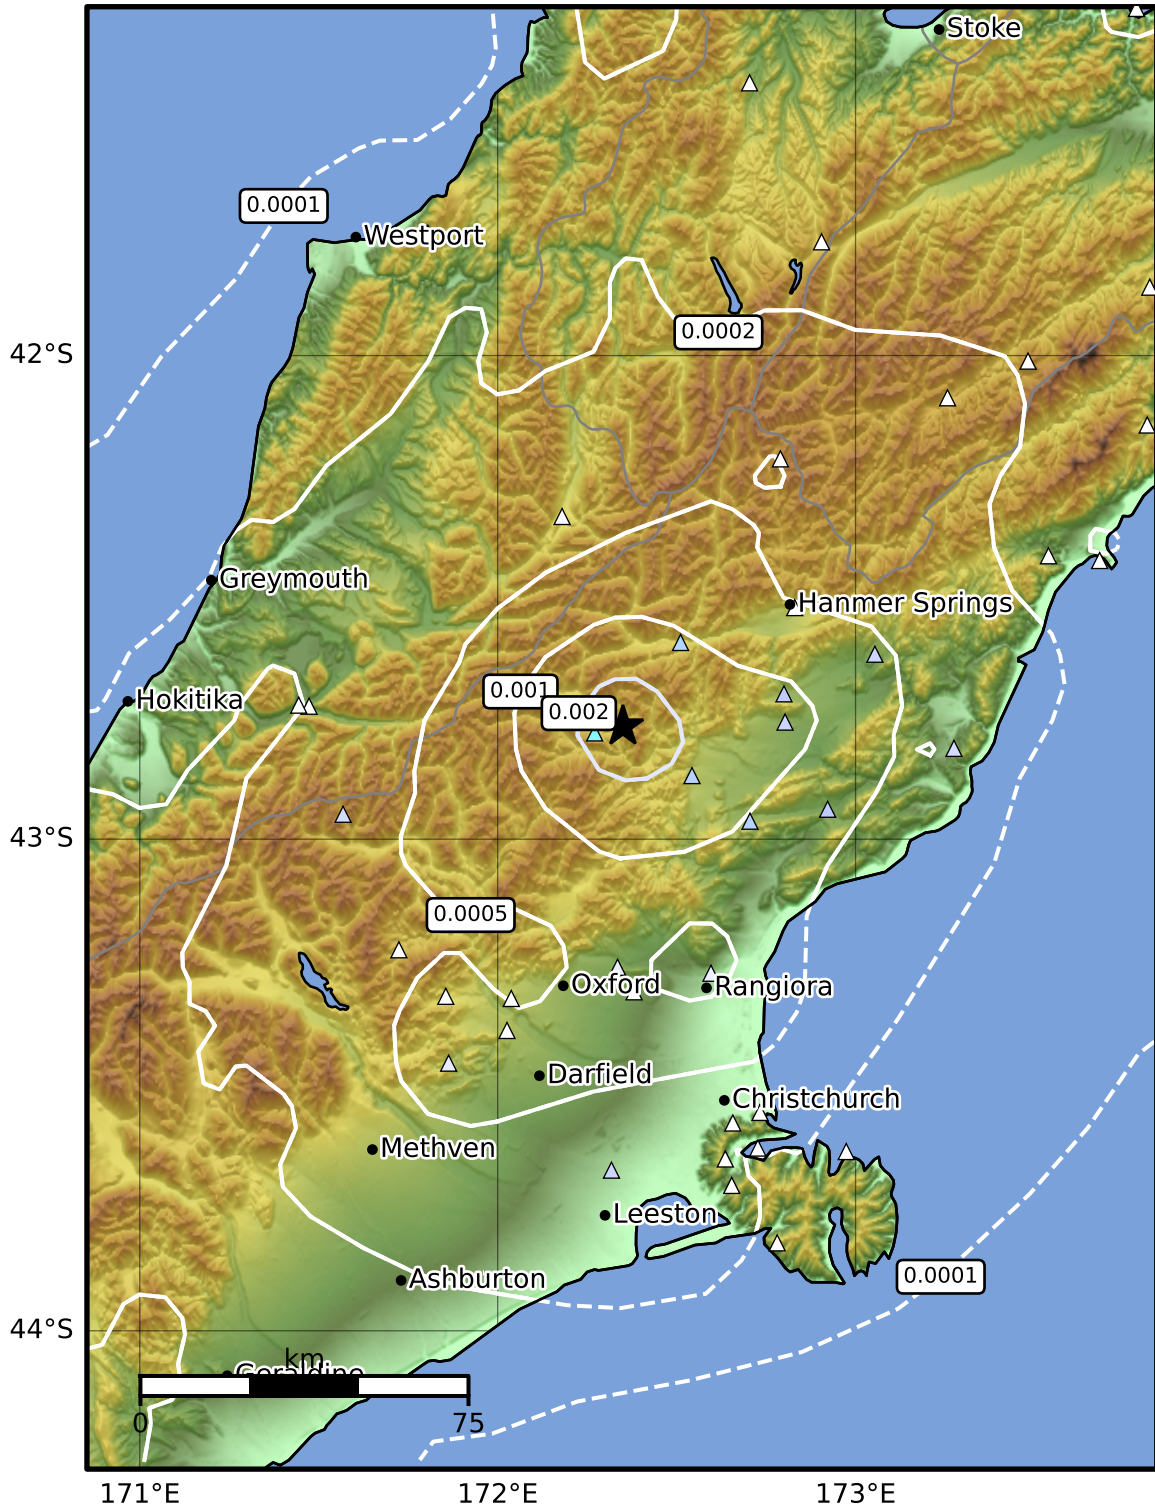 Stoke
0.0001
Westport
0.0002
42°S
Greymouth
Hanmer Springs
0.001
Hokitika
0.002
43°S
0.0005
Oxford
Rangiora
Darfield
Christchurch
Methven
Leeston
0.0001
Ashburton
44°S
km
Geraldine
0
75
171°E
172°E
173°E